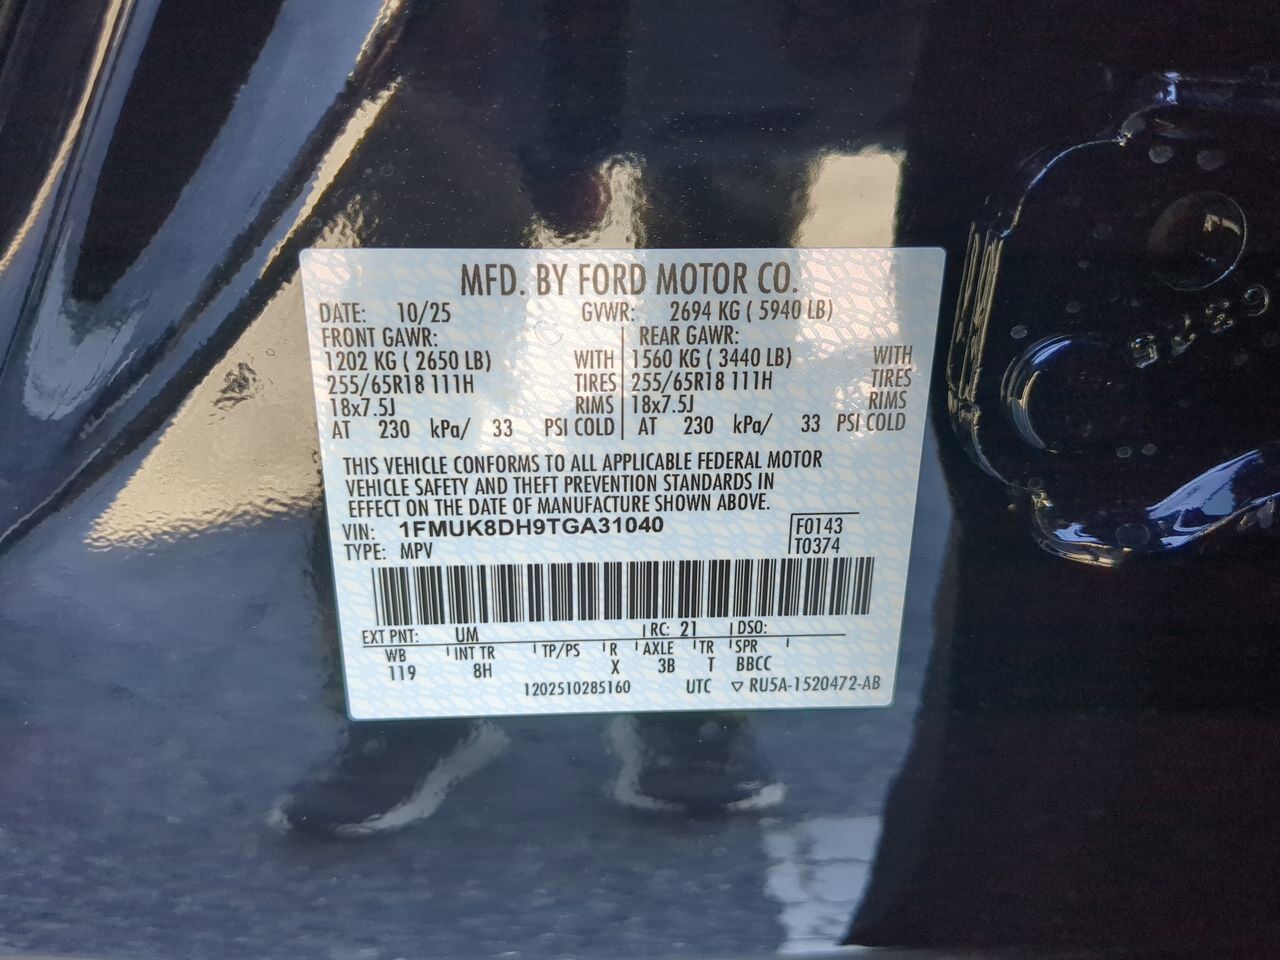 MFD. BY FORD MOTOR CO.
DATE: 10/25 GVWR: 2694 KG ( 5940 LB)
FRONT GAWR: REAR GAWR:
1202 KG ( 2650 LB) WITH 1560 KG ( 3440 LB) WITH
255/65R18 111H TIRES 255/65R18 111H TIRES
18x7.5J RIMS 18x7.5J RIMS
AT 230 kPa/ 33 PSI COLD AT 230 kPa/ 33 PSI COLD
THIS VEHICLE CONFORMS TO ALL APPLICABLE FEDERAL MOTOR
VEHICLE SAFETY AND THEFT PREVENTION STANDARDS IN
EFFECT ON THE DATE OF MANUFACTURE SHOWN ABOVE.
VIN: 1FMUK8DH9TGA31040 F0143
TYPE: MPV T0374
EXT PNT: UM RC: 21 DSO:
WB INT TR TP/PS R AXLE TR SPR
119 8H X 3B T BBCC
1202510285160 UTC ▽ RU5A-1520472-AB